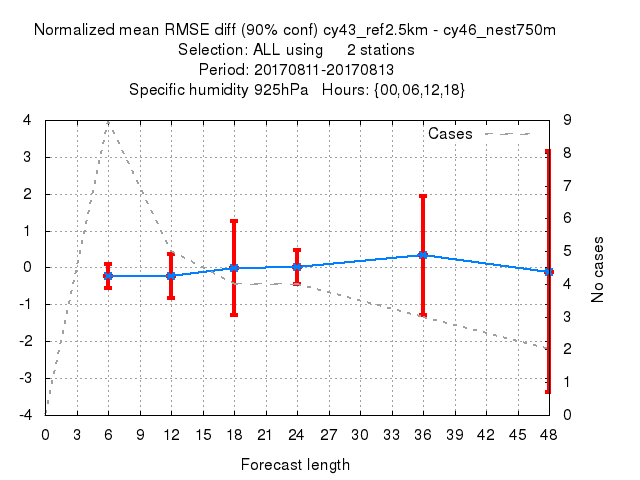 Normalized mean RMSE diff (90% conf) cy43_ref2.5km - cy46_nest750m
Selection: ALL using 2 stations
Period: 20170811-20170813
Specific humidity 925hPa Hours: {00,06,12,18}
Cases
4
3
2
1
0
-1
-2
-3
-4
9
8
7
6
5
4
3
2
1
0
No cases
0 3 6 9 12 15 18 21 24 27 30 33 36 39 42 45 48
Forecast length